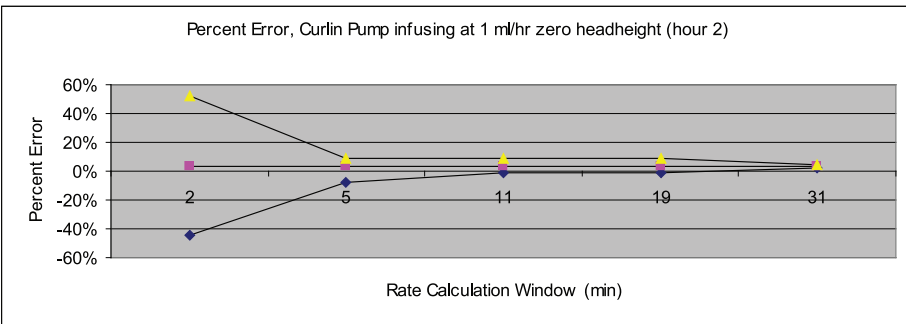 Percent Error, Curlin Pump infusing at 1 ml/hr zero headheight (hour 2)
60%
40%
20%
0%
-20%
-40%
-60%
Percent Error
2 5 11 19 31
Rate Calculation Window (min)